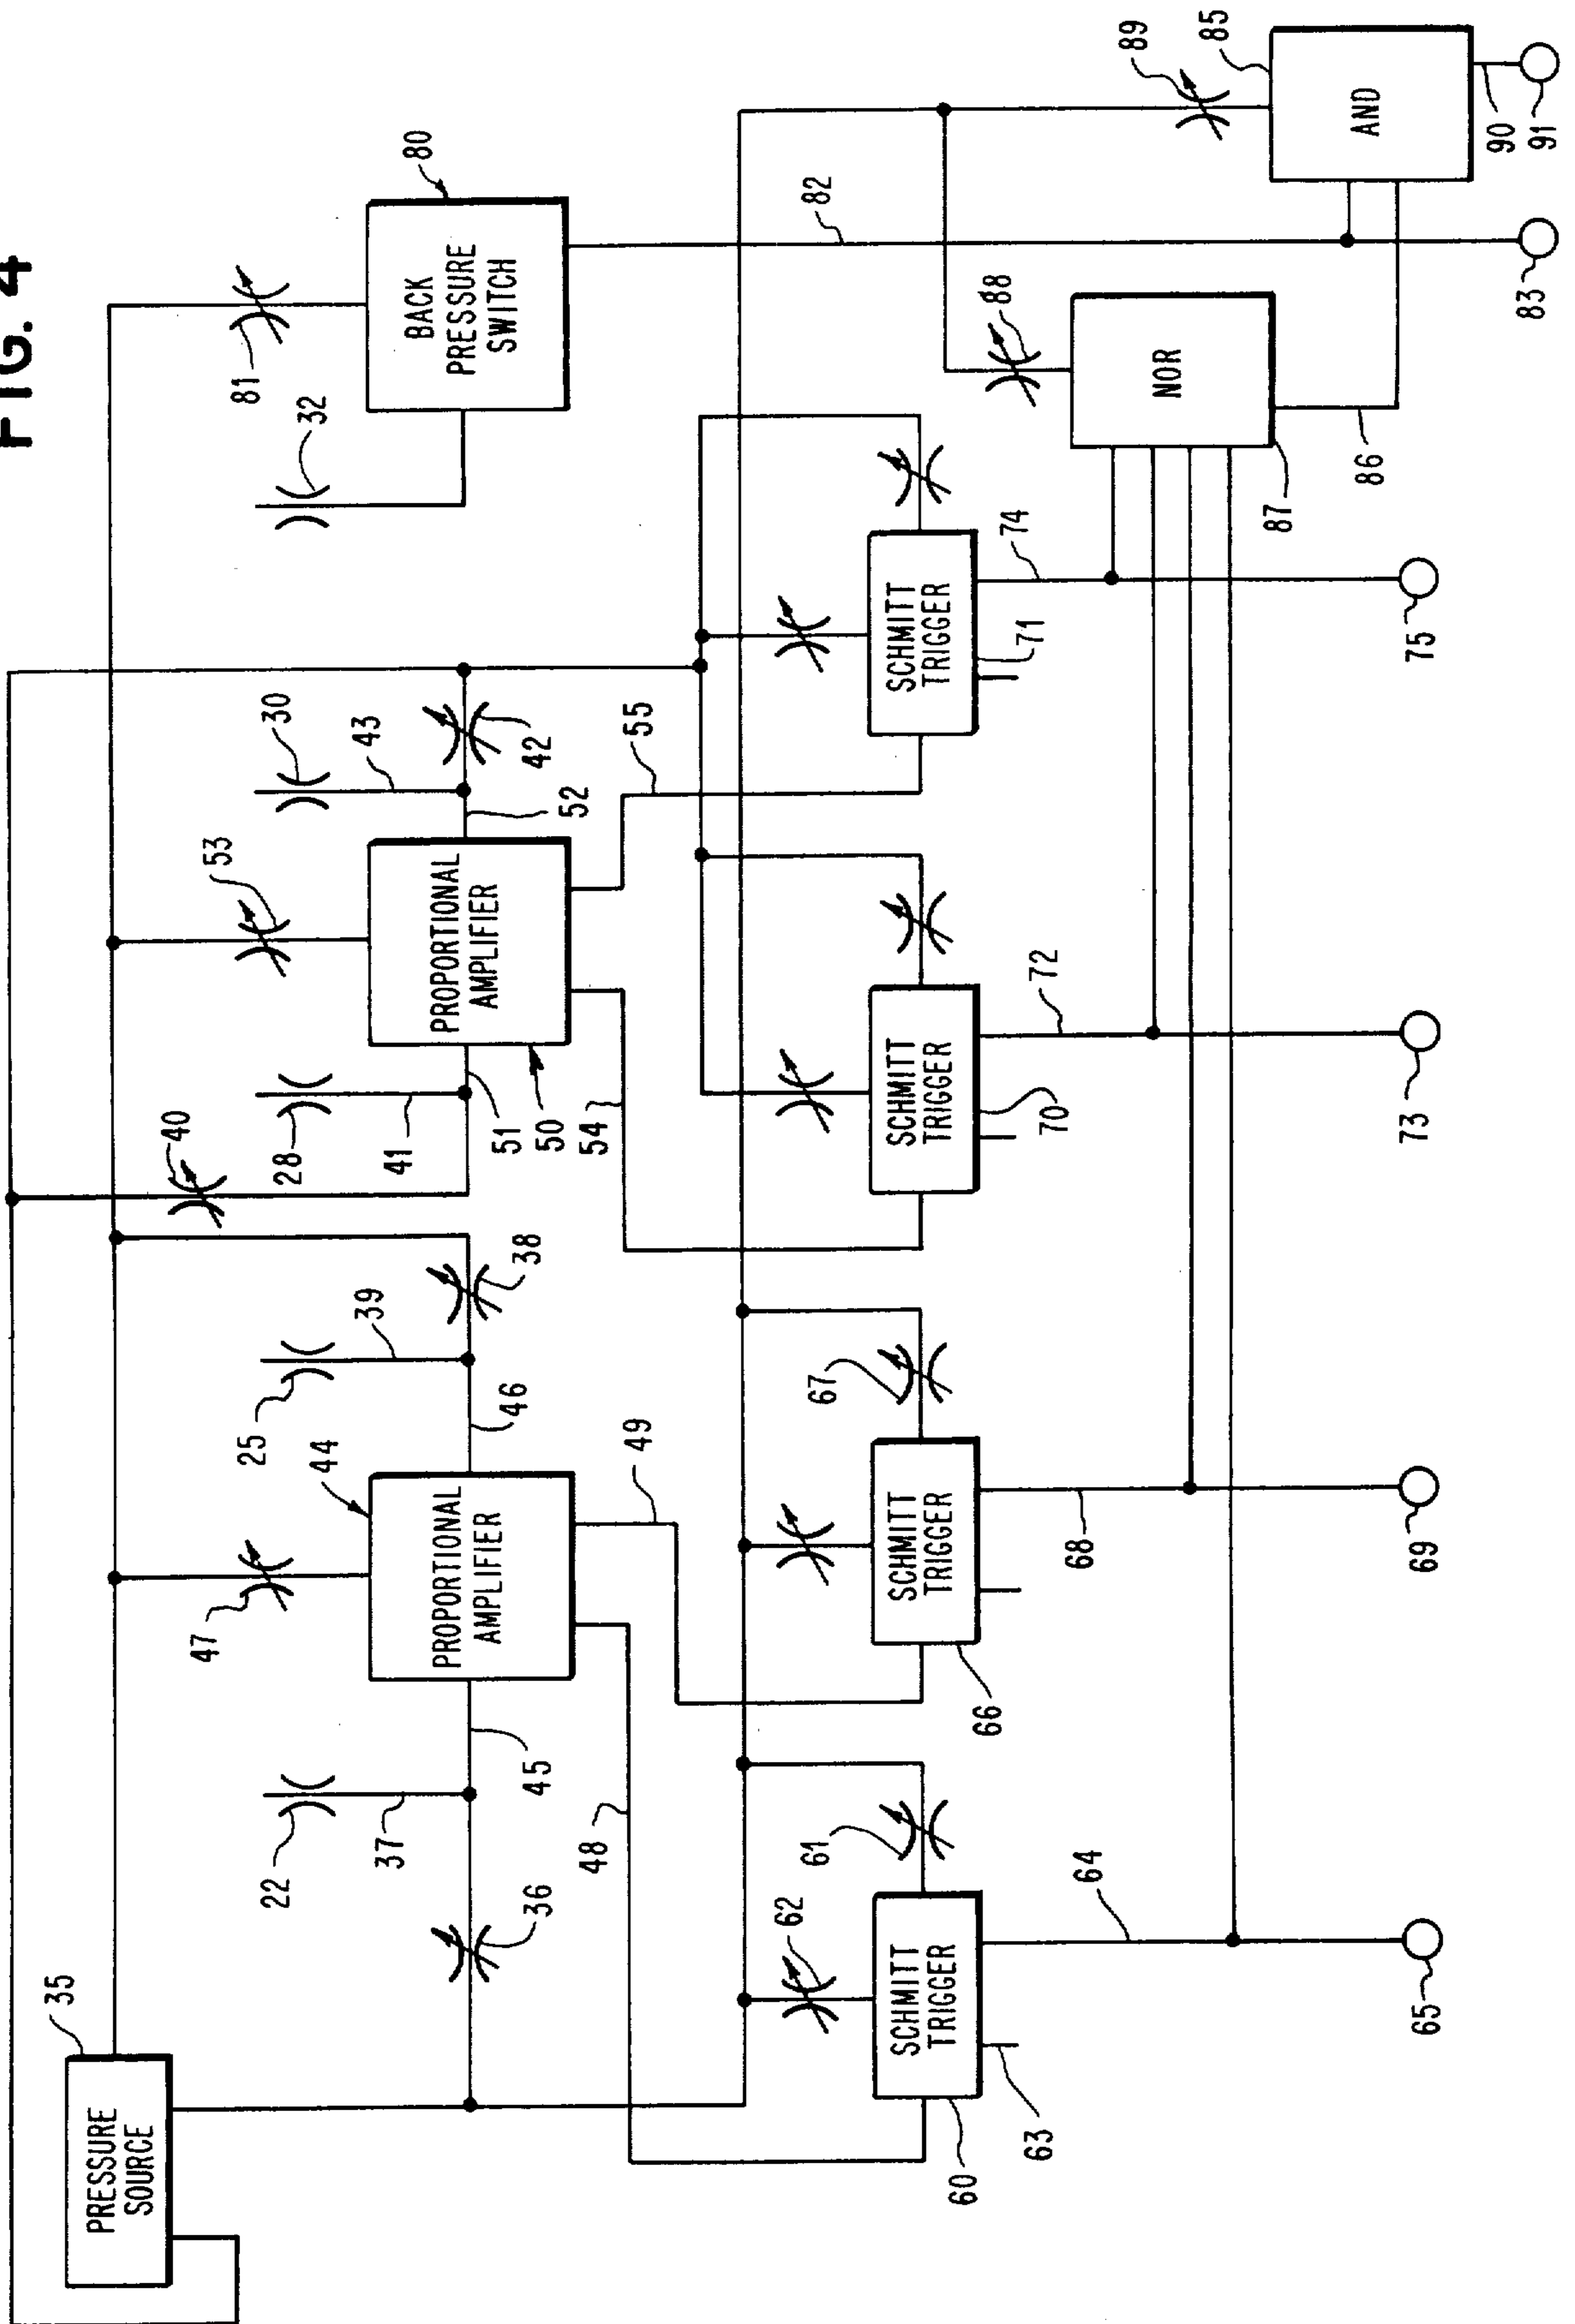 FIG. 4
35
PRESSURE
SOURCE
47
40
53
81
22
25
44
28
30
32
80
37
39
41
43
PROPORTIONAL
AMPLIFIER
PROPORTIONAL
AMPLIFIER
BACK
PRESSURE
SWITCH
36
45
46
38
51
50
52
42
48
49
54
55
82
62
61
67
SCHMITT
TRIGGER
SCHMITT
TRIGGER
SCHMITT
TRIGGER
SCHMITT
TRIGGER
88
89
60
63
64
66
68
70
72
71
74
NOR
85
AND
87
86
65
69
73
75
83
90
91